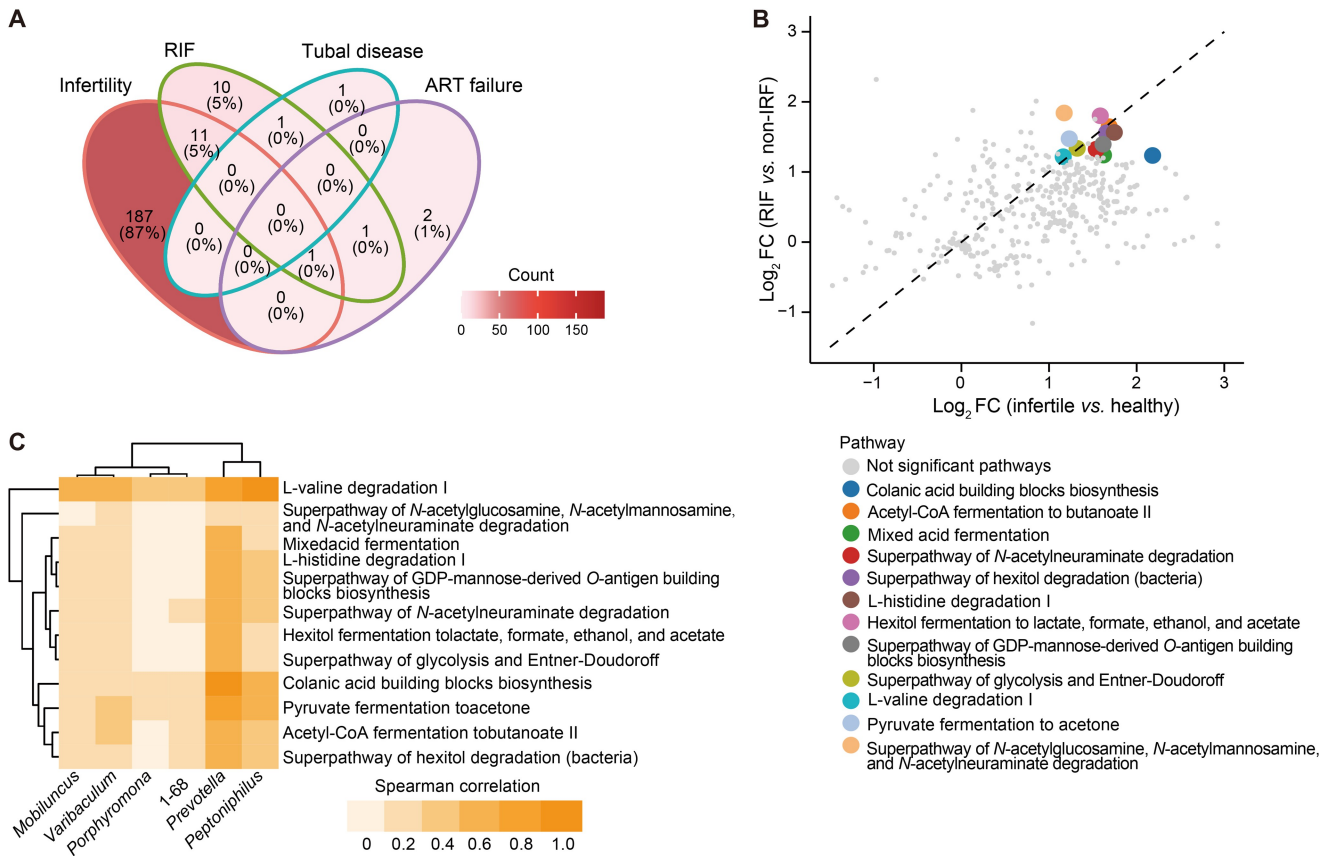 A
RIF
Tubal disease
Infertility
ART failure
10
(5%)
1
(0%)
11
(5%)
1
(0%)
0
(0%)
0
(0%)
0
(0%)
187
(87%)
0
(0%)
0
(0%)
1
(0%)
2
(1%)
0
(0%)
1
(0%)
0
(0%)
Count
0 50 100 150
B
Log2 FC (RIF vs. non-IRF)
3
2
1
0
−1
−1 0 1 2 3
Log2 FC (infertile vs. healthy)
Pathway
Not significant pathways
Colanic acid building blocks biosynthesis
Acetyl-CoA fermentation to butanoate II
Mixed acid fermentation
Superpathway of N-acetylneuraminate degradation
Superpathway of hexitol degradation (bacteria)
L-histidine degradation I
Hexitol fermentation to lactate, formate, ethanol, and acetate
Superpathway of GDP-mannose-derived O-antigen building
blocks biosynthesis
Superpathway of glycolysis and Entner-Doudoroff
L-valine degradation I
Pyruvate fermentation to acetone
Superpathway of N-acetylglucosamine, N-acetylmannosamine,
and N-acetylneuraminate degradation
C
L-valine degradation I
Superpathway of N-acetylglucosamine, N-acetylmannosamine,
and N-acetylneuraminate degradation
Mixedacid fermentation
L-histidine degradation I
Superpathway of GDP-mannose-derived O-antigen building
blocks biosynthesis
Superpathway of N-acetylneuraminate degradation
Hexitol fermentation tolactate, formate, ethanol, and acetate
Superpathway of glycolysis and Entner-Doudoroff
Colanic acid building blocks biosynthesis
Pyruvate fermentation toacetone
Acetyl-CoA fermentation tobutanoate II
Superpathway of hexitol degradation (bacteria)
Mobiluncus
Varibaculum
Porphyromona
1-68
Prevotella
Peptoniphilus
Spearman correlation
0 0.2 0.4 0.6 0.8 1.0